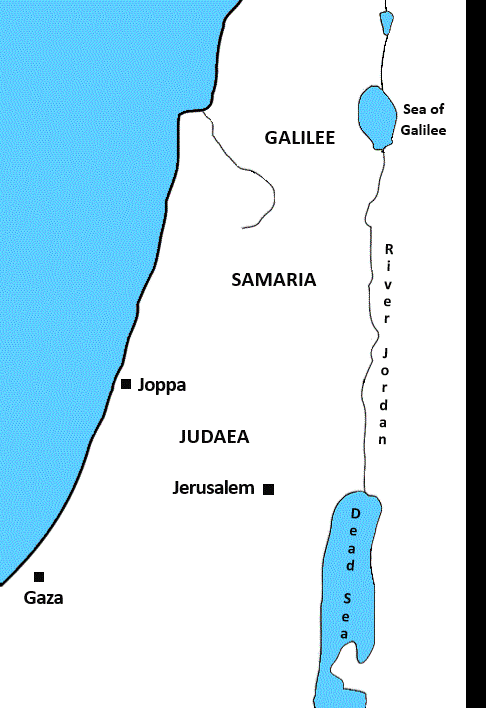 Sea of
Galilee
GALILEE
River Jordan
SAMARIA
Joppa
JUDAEA
Jerusalem
Dead Sea
Gaza